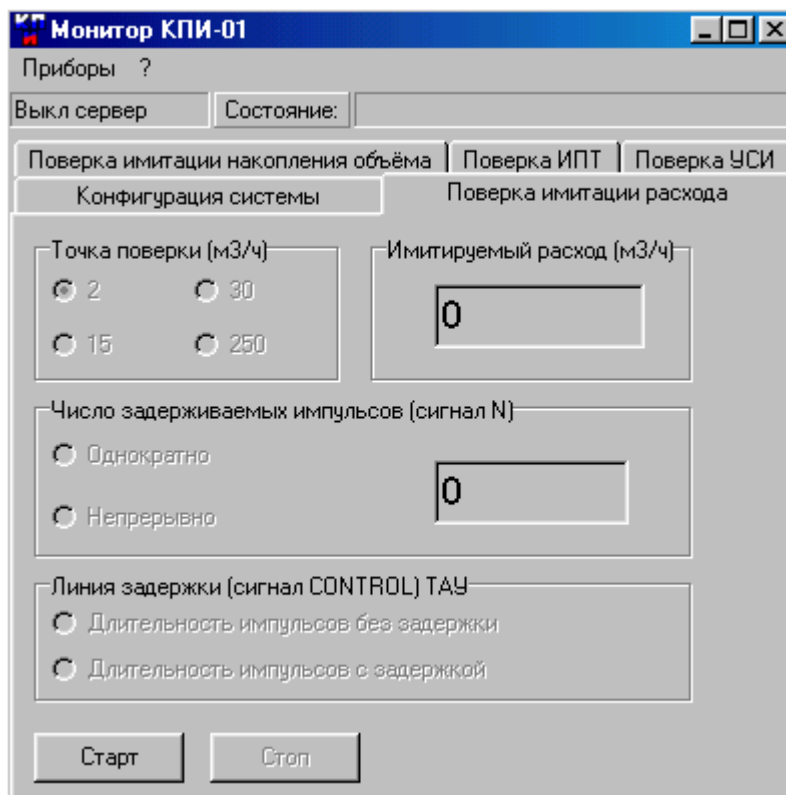 КП И Монитор КПИ-01
Приборы ?
Выкл сервер Состояние:
Поверка имитации накопления объёма Поверка ИПТ Поверка УСИ
Конфигурация системы Поверка имитации расхода
Точка поверки (м3/ч) Имитируемый расход (м3/ч)
2 30 0
15 250
Число задерживаемых импульсов (сигнал N)
Однократно 0
Непрерывно
Линия задержки (сигнал CONTROL) ТАУ
Длительность импульсов без задержки
Длительность импульсов с задержкой
Старт Стоп